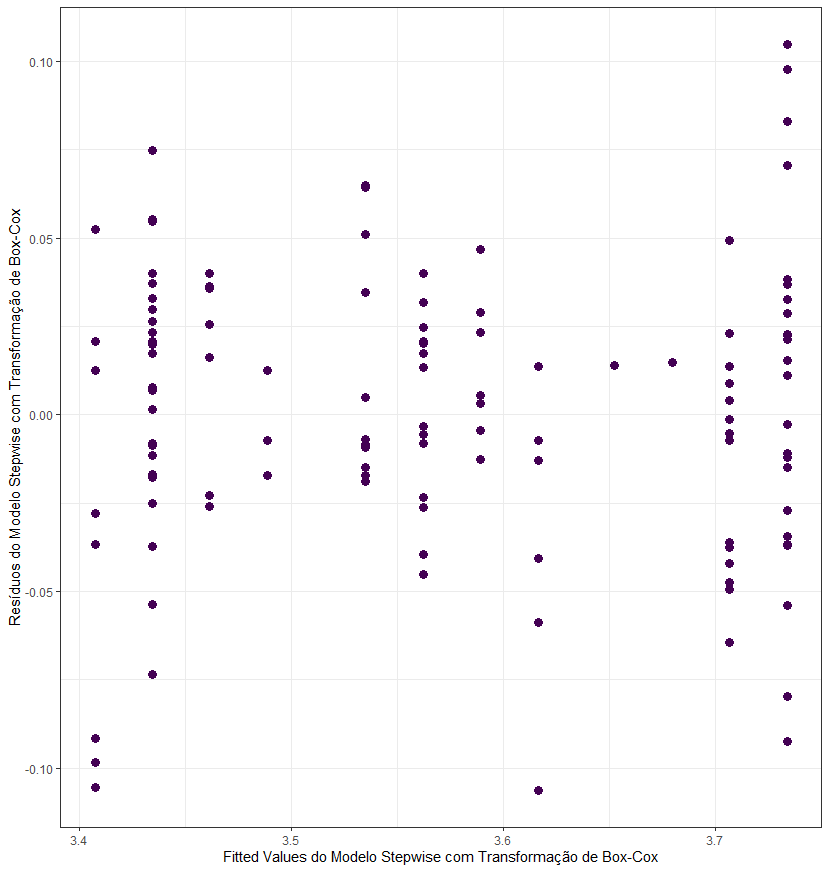 0.10
0.05
0.00
-0.05
-0.10
Resíduos do Modelo Stepwise com Transformação de Box-Cox
3.4 3.5 3.6 3.7
Fitted Values do Modelo Stepwise com Transformação de Box-Cox